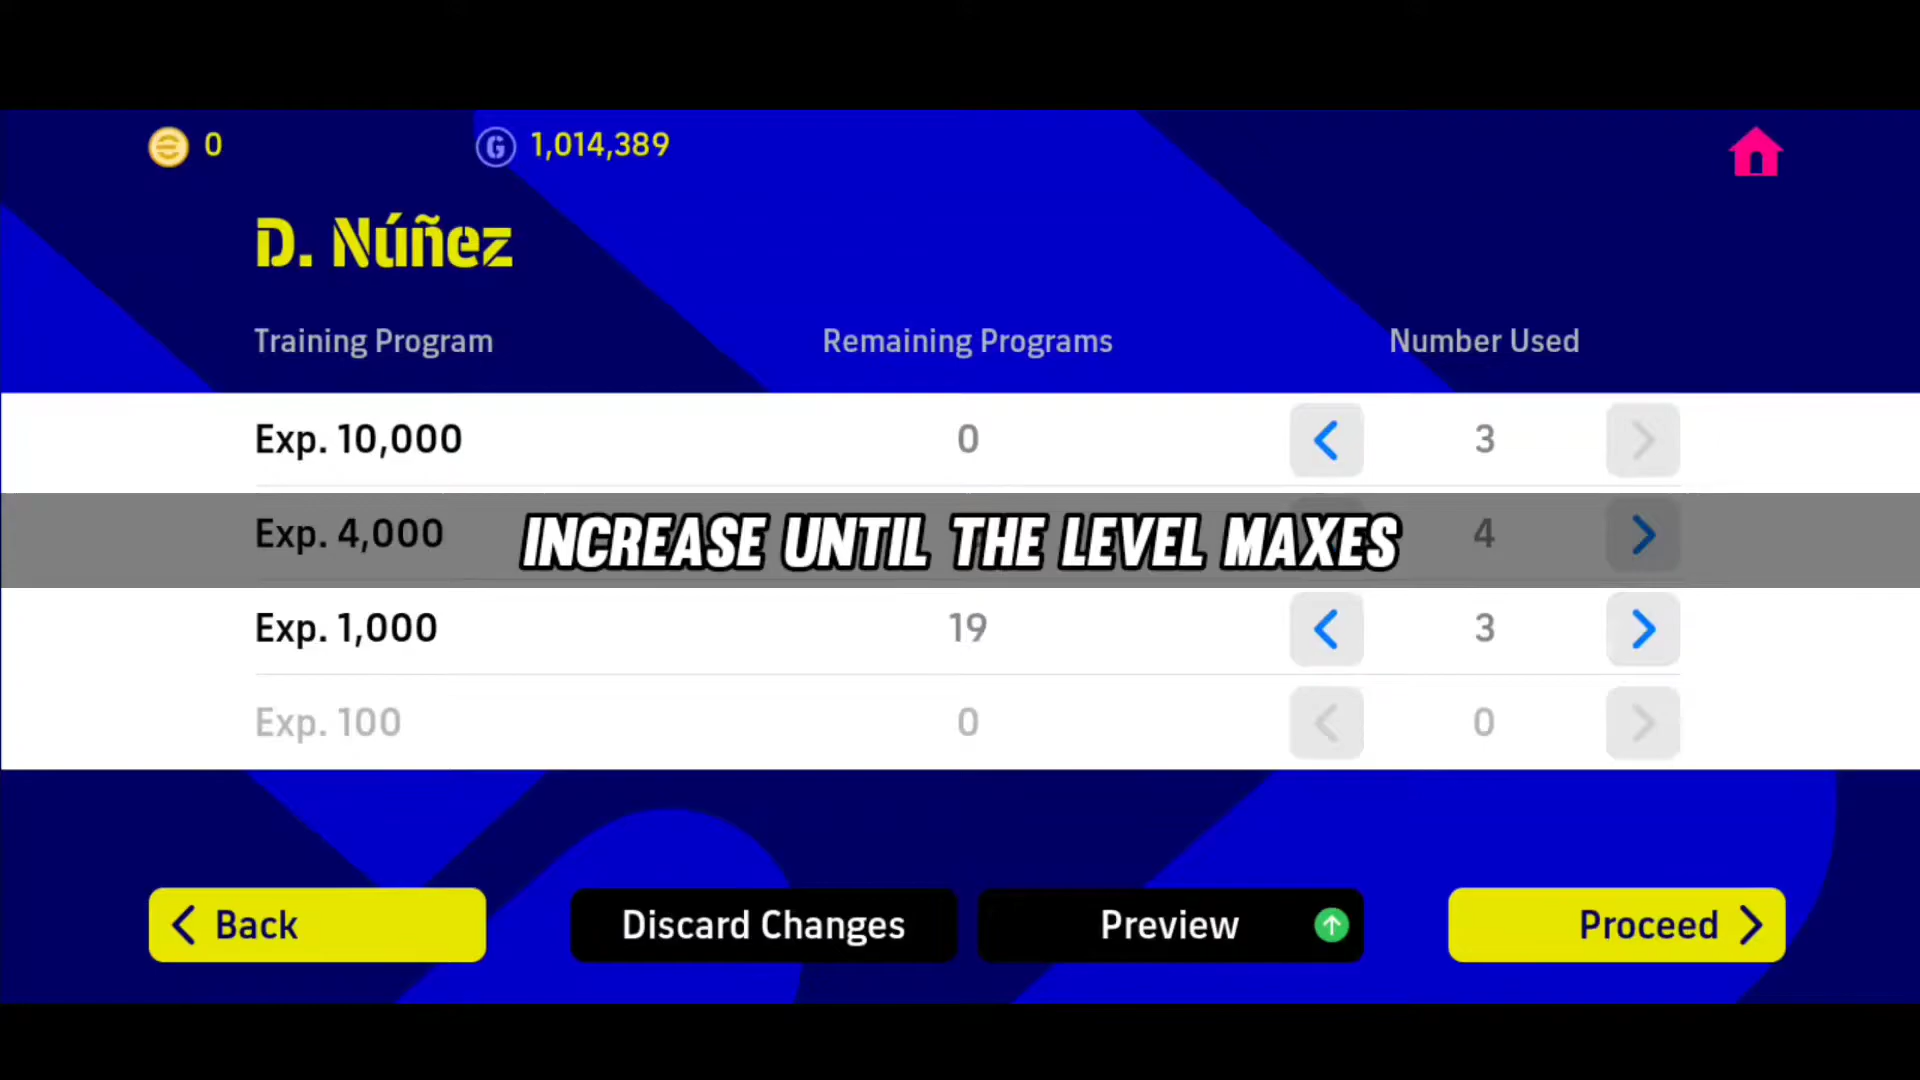 0 1,014,389
D. Núñez
Training Program Remaining Programs Number Used
Exp. 10,000 0 3
Exp. 4,000 INCREASE UNTIL THE LEVEL MAXES 4
Exp. 1,000 19 3
Exp. 100 0 0
Back Discard Changes Preview Proceed